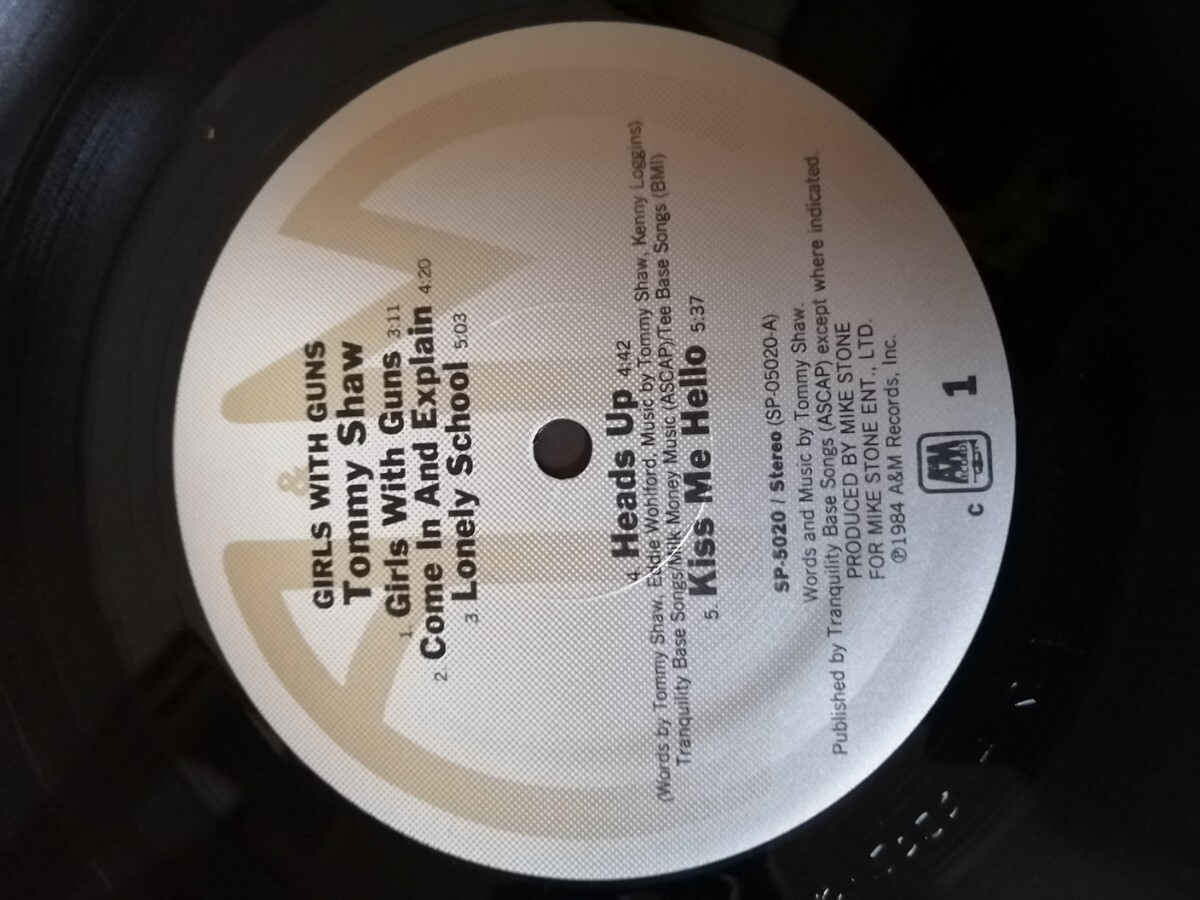 A&M
GIRLS WITH GUNS
Tommy Shaw
1. Girls With Guns 3:11
2. Come In And Explain 4:20
3. Lonely School 5:03
4. Heads Up 4:42
(Words by Tommy Shaw, Eddie Wohlford, Music by Tommy Shaw, Kenny Loggins)
Tranquility Base Songs/Milk Money Music (ASCAP)/Tee Base Songs (BMI)
5. Kiss Me Hello 5:37
SP-5020 / Stereo (SP-05020-A)
Words and Music by Tommy Shaw.
Published by Tranquility Base Songs (ASCAP) except where indicated.
PRODUCED BY MIKE STONE
FOR MIKE STONE ENT., LTD.
℗1984 A&M Records, Inc.
C A&M RECORDS 1